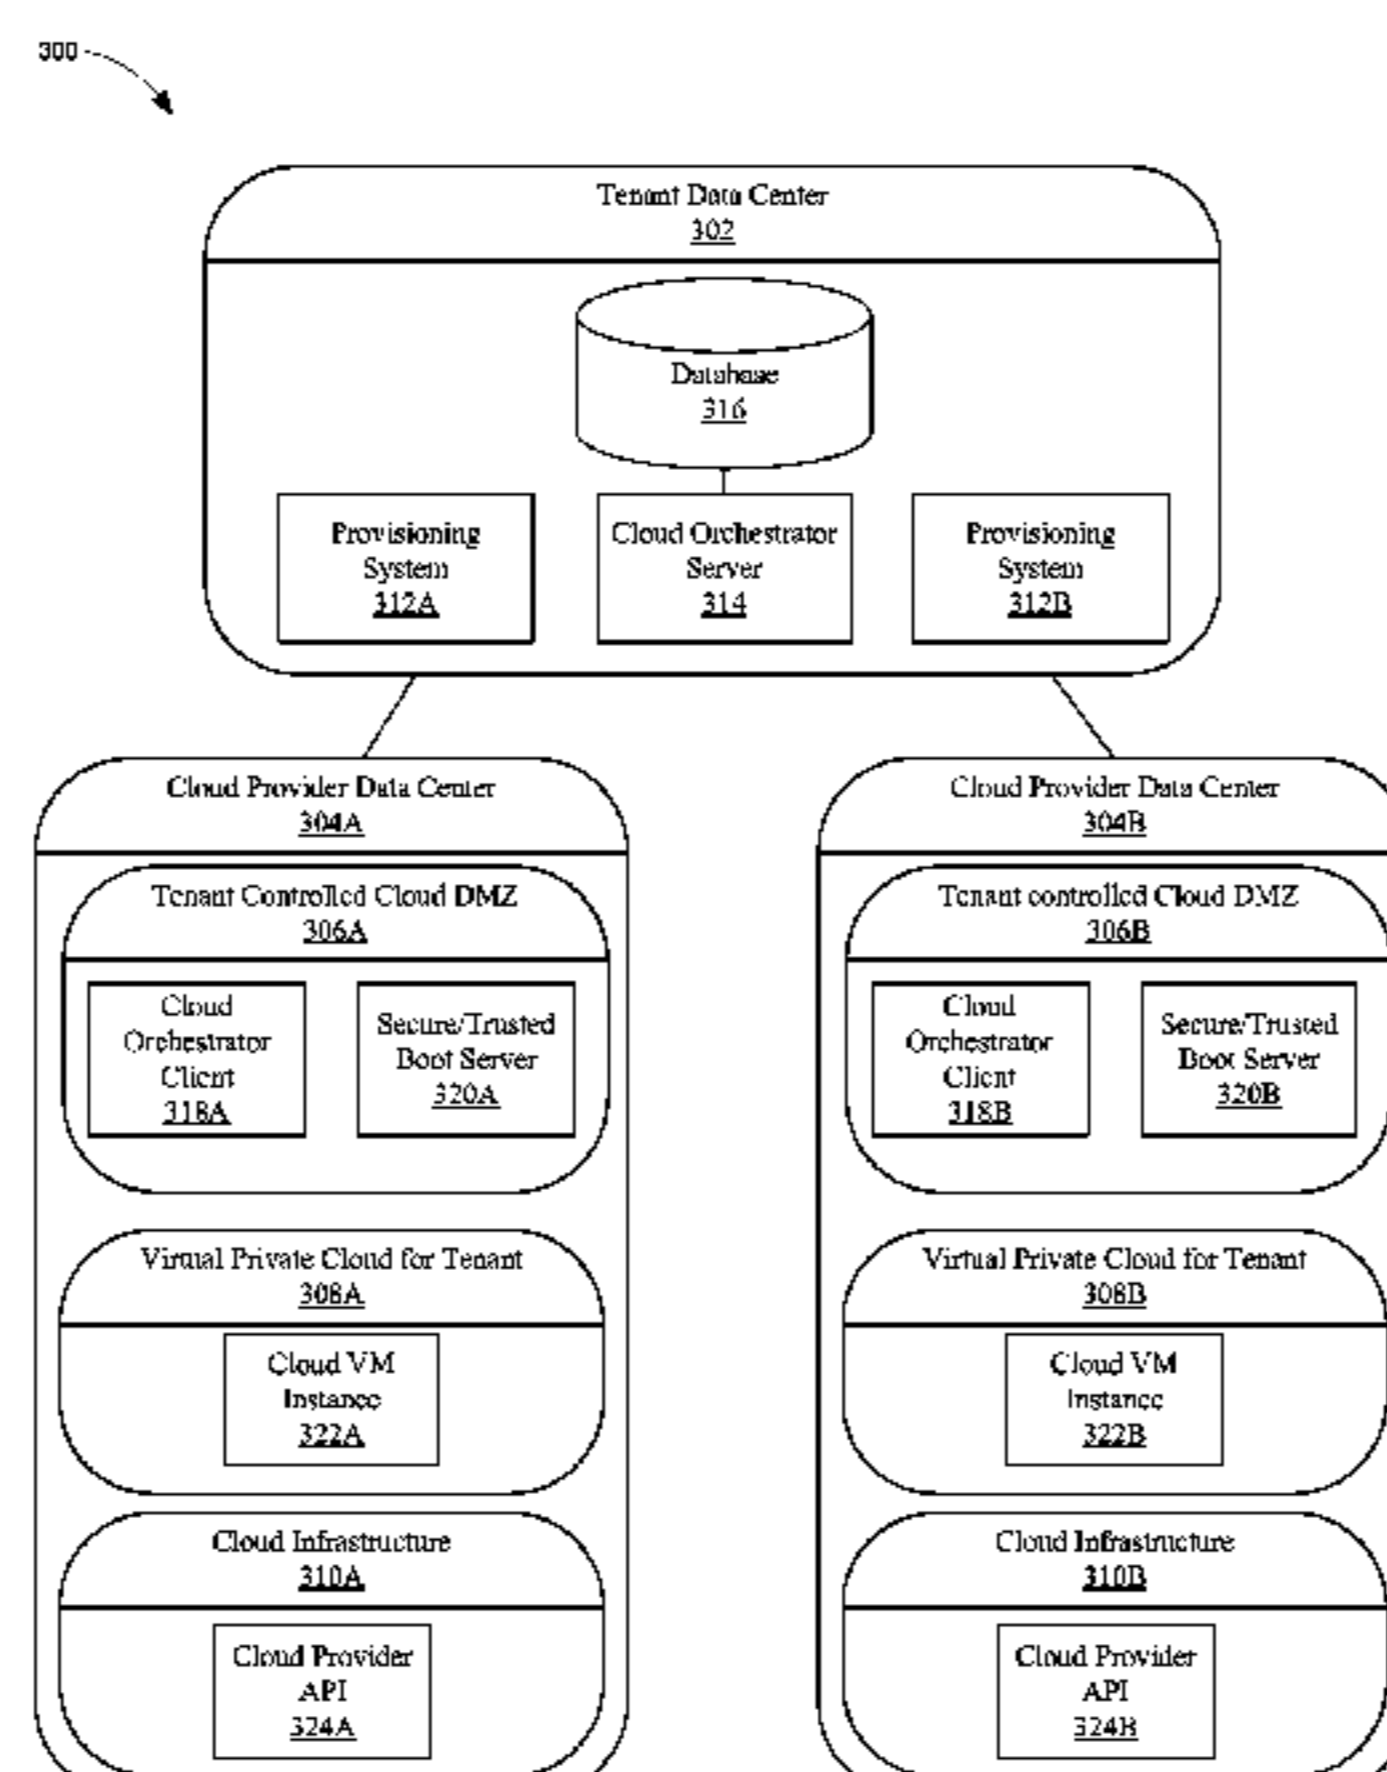 300
Tenant Data Center
302
Database
316
Provisioning
System
312A
Cloud Orchestrator
Server
314
Provisioning
System
312B
Cloud Provider Data Center
304A
Tenant Controlled Cloud DMZ
306A
Cloud
Orchestrator
Client
318A
Secure/Trusted
Boot Server
320A
Virtual Private Cloud for Tenant
308A
Cloud VM
Instance
322A
Cloud Infrastructure
310A
Cloud Provider
API
324A
Cloud Provider Data Center
304B
Tenant controlled Cloud DMZ
306B
Cloud
Orchestrator
Client
318B
Secure/Trusted
Boot Server
320B
Virtual Private Cloud for Tenant
308B
Cloud VM
Instance
322B
Cloud Infrastructure
310B
Cloud Provider
API
324B